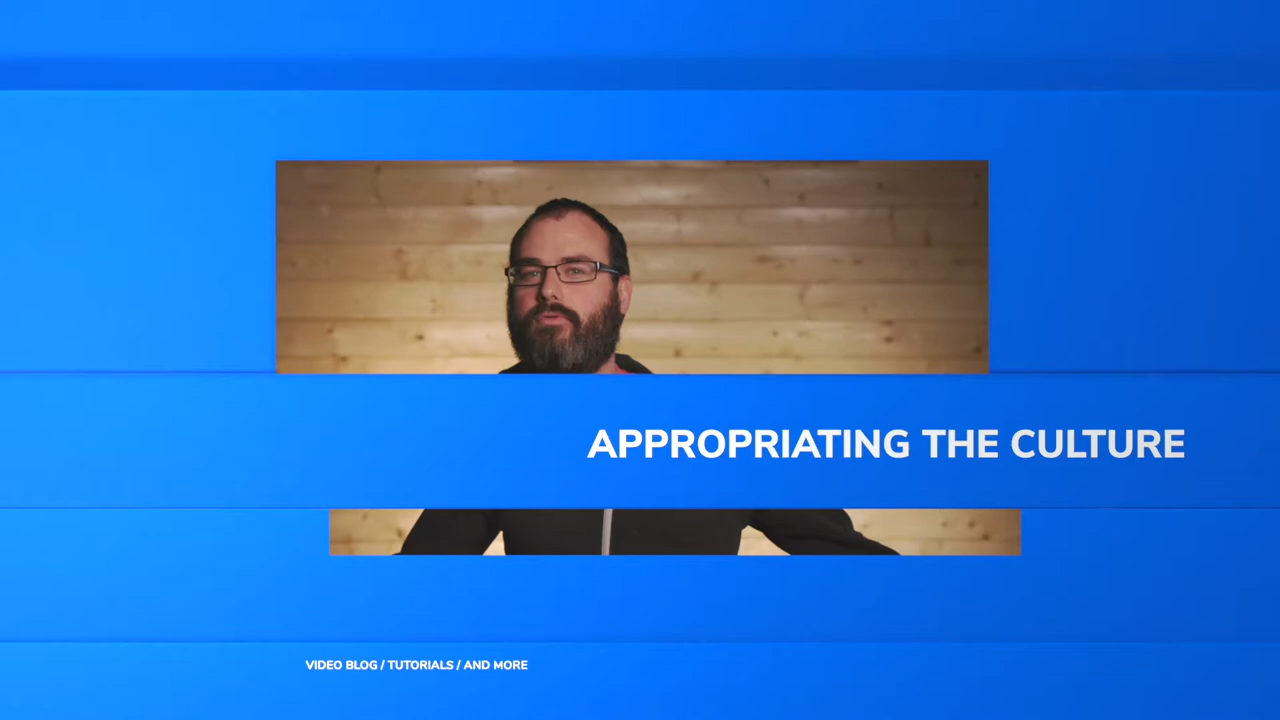 APPROPRIATING THE CULTURE
VIDEO BLOG / TUTORIALS / AND MORE